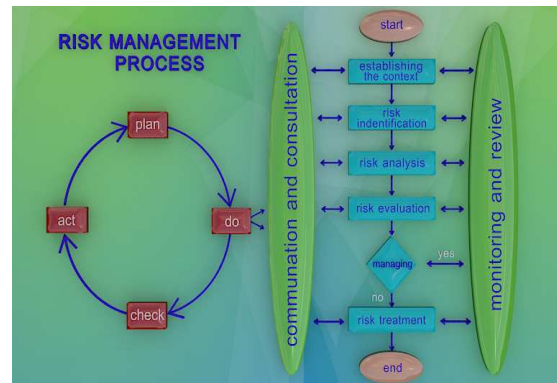 RISK MANAGEMENT
PROCESS
plan
do
check
act
communation and consultation
start
establishing
the context
risk
indentification
risk analysis
risk evaluation
managing
yes
no
risk treatment
end
monitoring and review